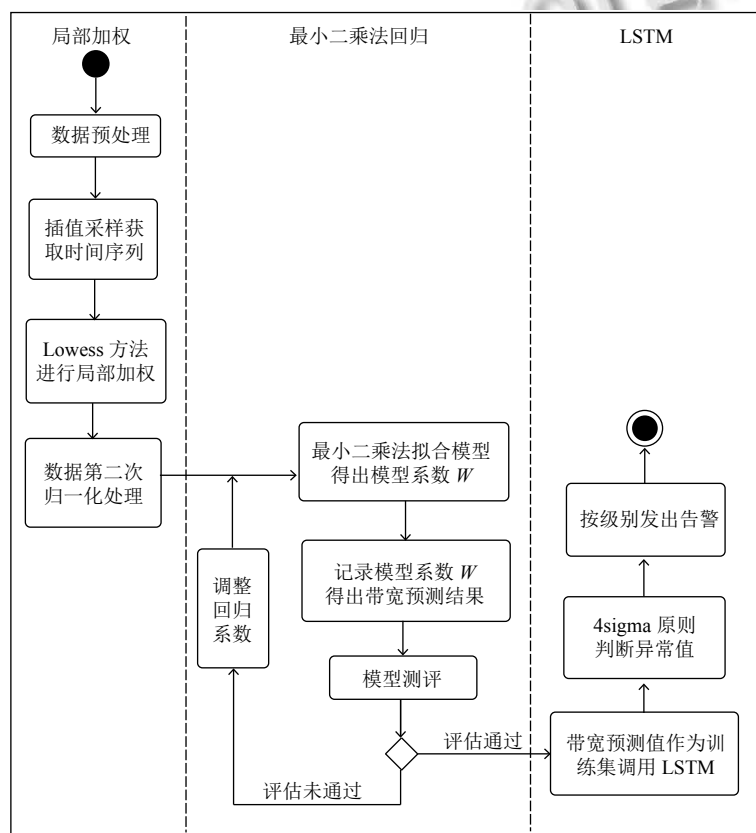 局部加权
最小二乘法回归
LSTM
数据预处理
插值采样获
取时间序列
Lowess 方法
进行局部加权
数据第二次
归一化处理
最小二乘法拟合模型
得出模型系数 W
记录模型系数 W
得出带宽预测结果
调整
回归
系数
模型测评
评估未通过
评估通过
带宽预测值作为训
练集调用 LSTM
4sigma 原则
判断异常值
按级别发出告警